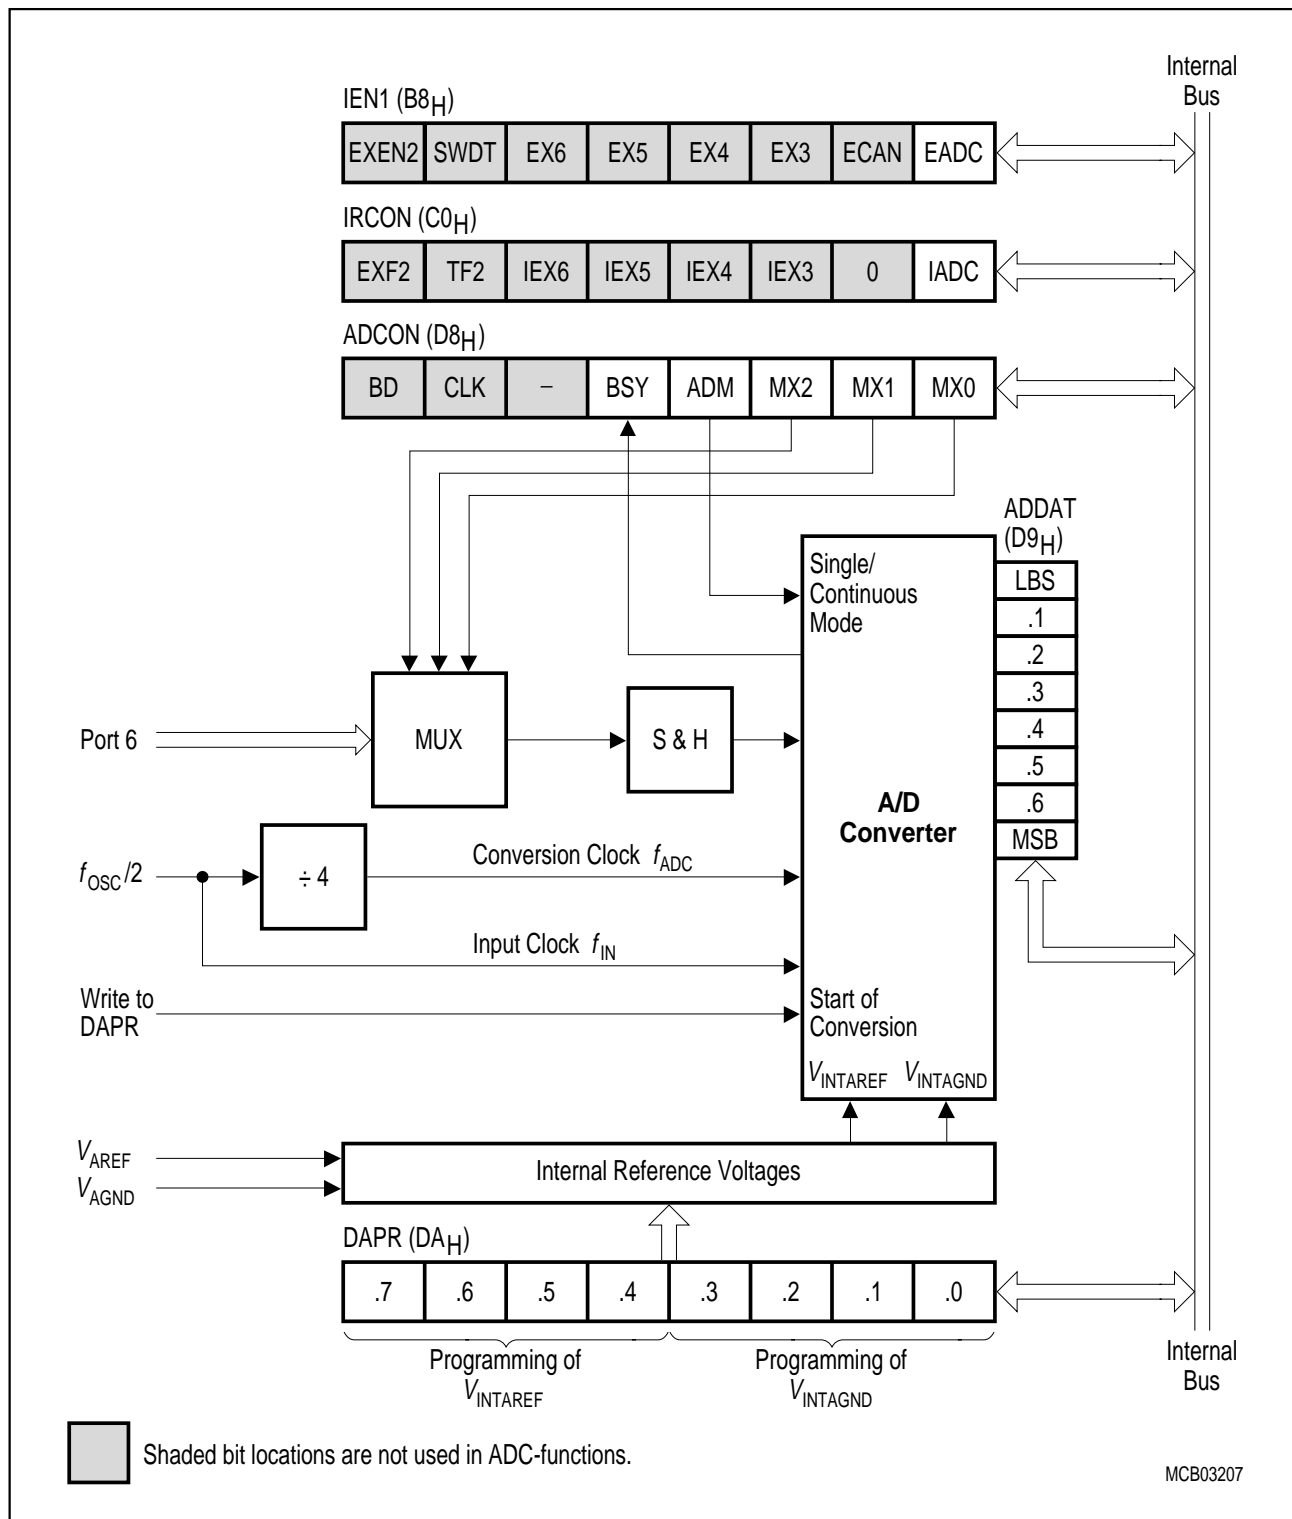 Internal
Bus
IEN1 (B8H)
EXEN2 SWDT EX6 EX5 EX4 EX3 ECAN EADC
IRCON (C0H)
EXF2 TF2 IEX6 IEX5 IEX4 IEX3 0 IADC
ADCON (D8H)
BD CLK – BSY ADM MX2 MX1 MX0
ADDAT
(D9H)
LBS
.1
.2
.3
.4
.5
.6
MSB
Single/
Continuous
Mode
Port 6
MUX
S & H
A/D
Converter
fOSC/2
÷ 4
Conversion Clock fADC
Input Clock fIN
Write to
DAPR
Start of
Conversion
VINTAREF VINTAGND
VAREF
VAGND
Internal Reference Voltages
DAPR (DAH)
.7 .6 .5 .4 .3 .2 .1 .0
Programming of
VINTAREF
Programming of
VINTAGND
Internal
Bus
Shaded bit locations are not used in ADC-functions.
MCB03207